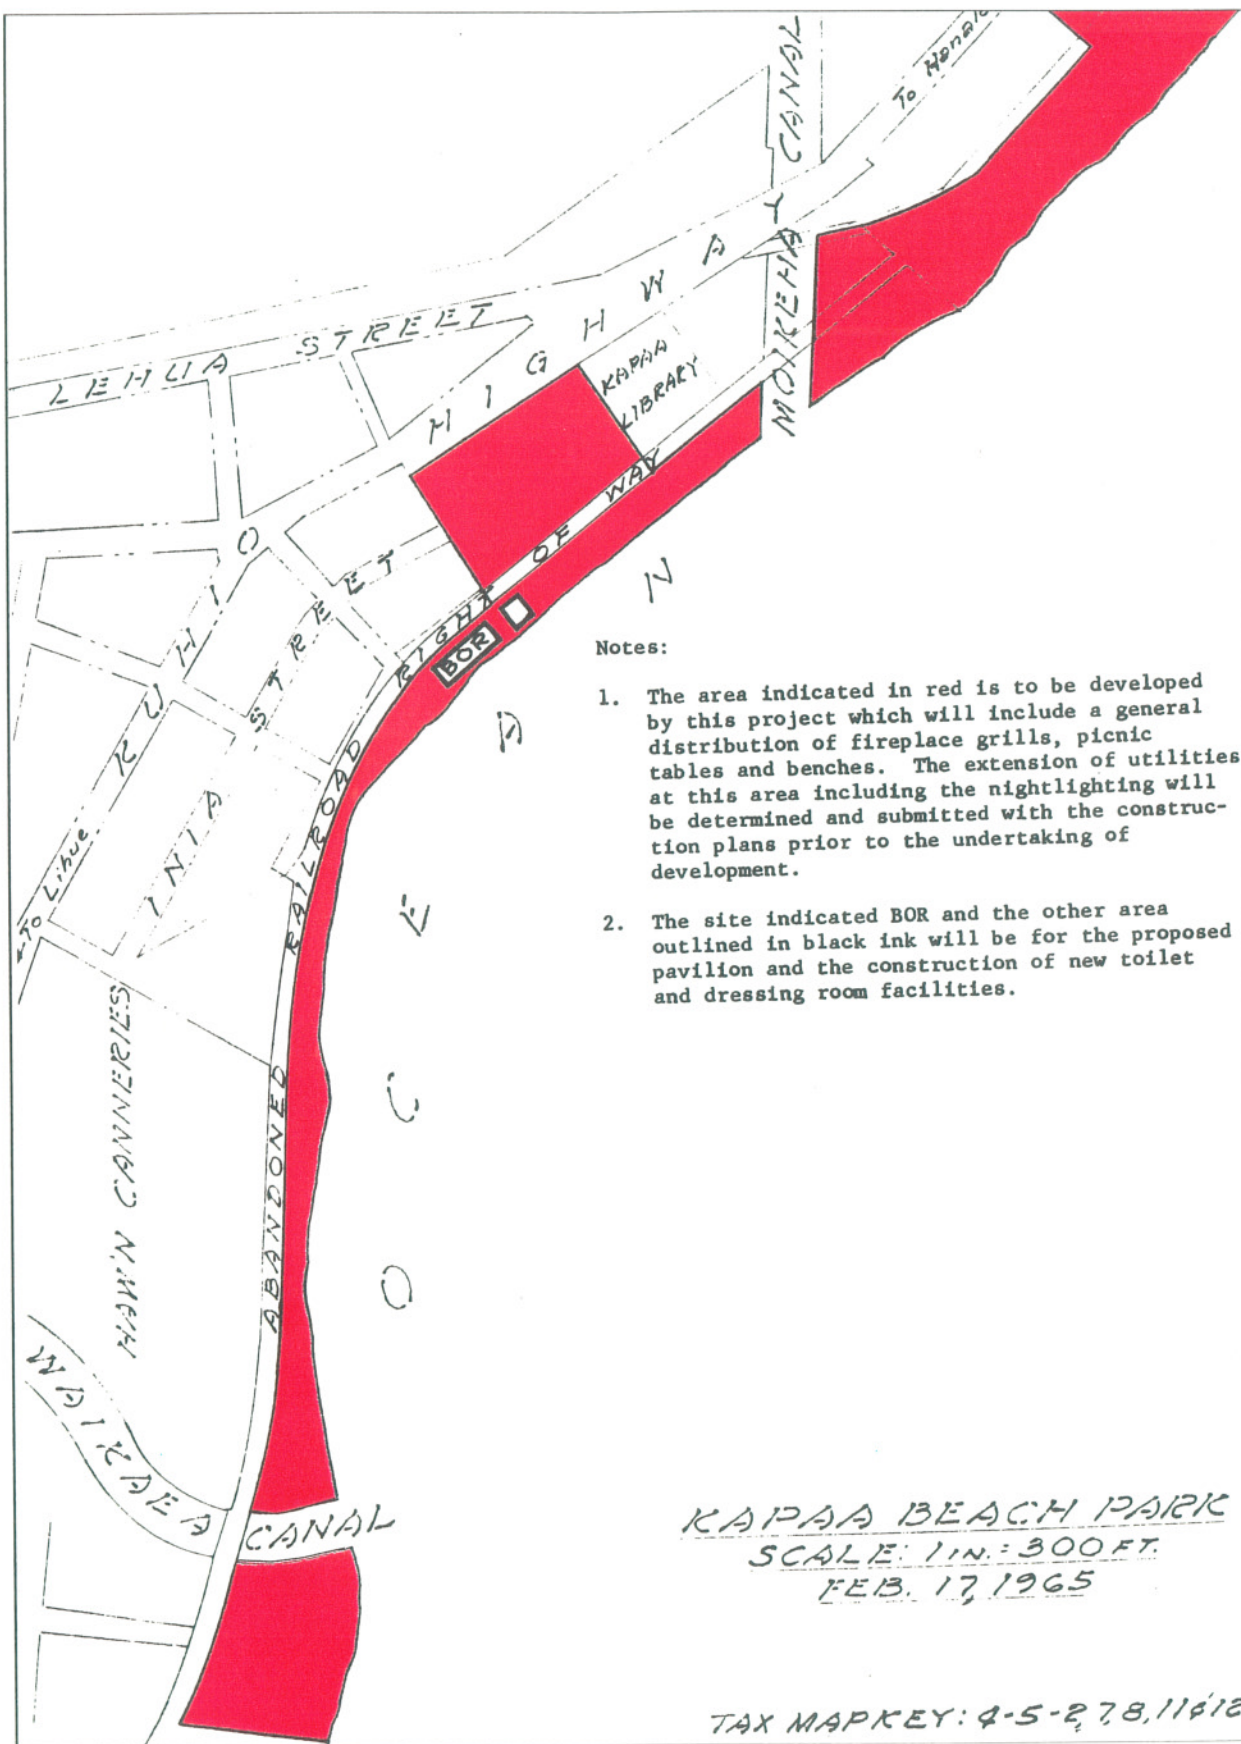 To
MOIKEHA CANAL
LEHUA STREET
KUHIO HIGHWAY
KAPAA
LIBRARY
INIA STREET
ABANDONED RAILROAD RIGHT OF WAY
BOR
OCEAN
←To Lihue
HAW'N CANNERIES
WAIKAEA CANAL
Notes:
1. The area indicated in red is to be developed
by this project which will include a general
distribution of fireplace grills, picnic
tables and benches. The extension of utilities
at this area including the nightlighting will
be determined and submitted with the construc-
tion plans prior to the undertaking of
development.
2. The site indicated BOR and the other area
outlined in black ink will be for the proposed
pavilion and the construction of new toilet
and dressing room facilities.
KAPAA BEACH PARK
SCALE: 1 IN. = 300 FT.
FEB. 17, 1965
TAX MAP KEY: 4-5-2, 7, 8, 11 & 12